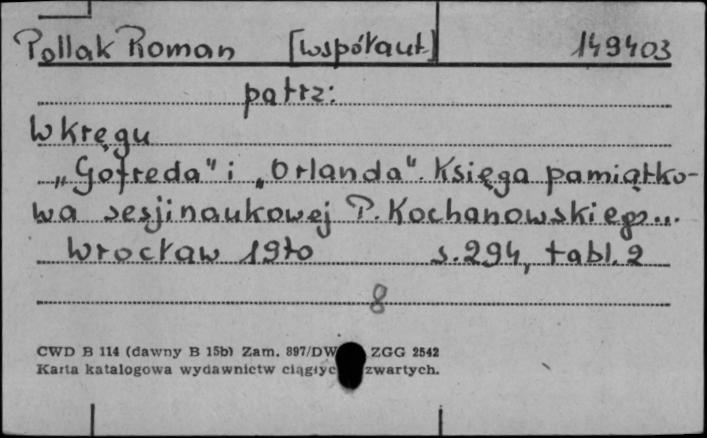 Pollak Roman [współaut.] 149403
patrz:
W kręgu
„Gofreda" i „Orlanda". Księga pamiątko-
wa sesji naukowej P. Kochanowskiego...
Wrocław 1970 s. 294, tabl. 2
8
CWD B 114 (dawny B 15b) Zam. 897/DW ZGG 2542
Karta katalogowa wydawnictw ciągłyc zwartych.